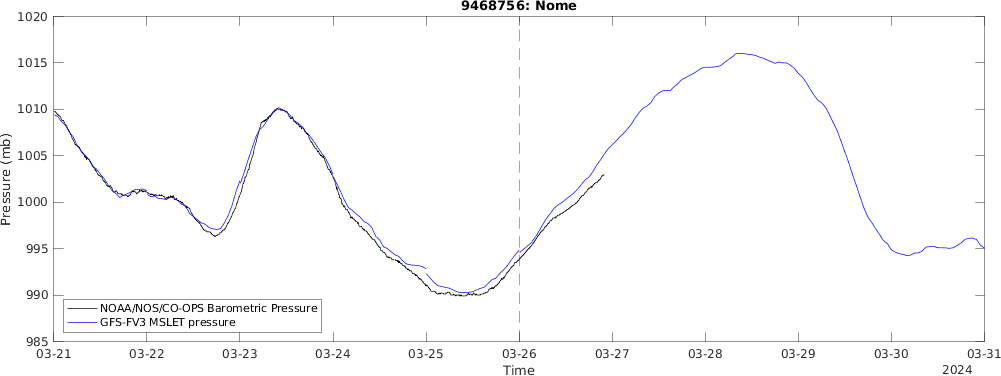 9468756: Nome
1020
1015
1010
1005
1000
995
990
985
Pressure (mb)
NOAA/NOS/CO-OPS Barometric Pressure
GFS-FV3 MSLET pressure
03-21 03-22 03-23 03-24 03-25 03-26 03-27 03-28 03-29 03-30 03-31
Time
2024